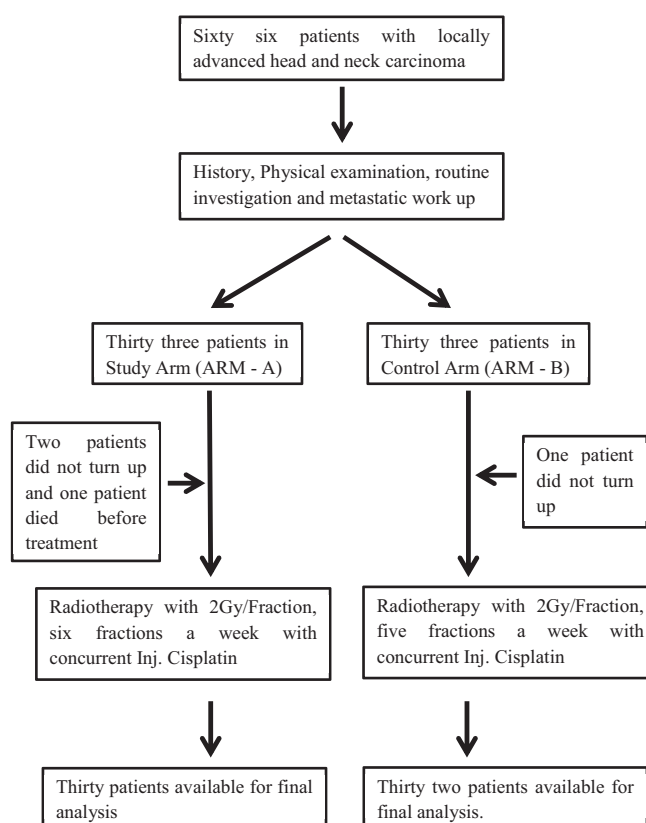 Sixty six patients with locally
advanced head and neck carcinoma
History, Physical examination, routine
investigation and metastatic work up
Thirty three patients in
Study Arm (ARM - A)
Thirty three patients in
Control Arm (ARM - B)
Two patients
did not turn up
and one patient
died before
treatment
One patient
did not turn
up
Radiotherapy with 2Gy/Fraction,
six fractions a week with
concurrent Inj. Cisplatin
Radiotherapy with 2Gy/Fraction,
five fractions a week with
concurrent Inj. Cisplatin
Thirty patients available for final
analysis
Thirty two patients available for
final analysis.